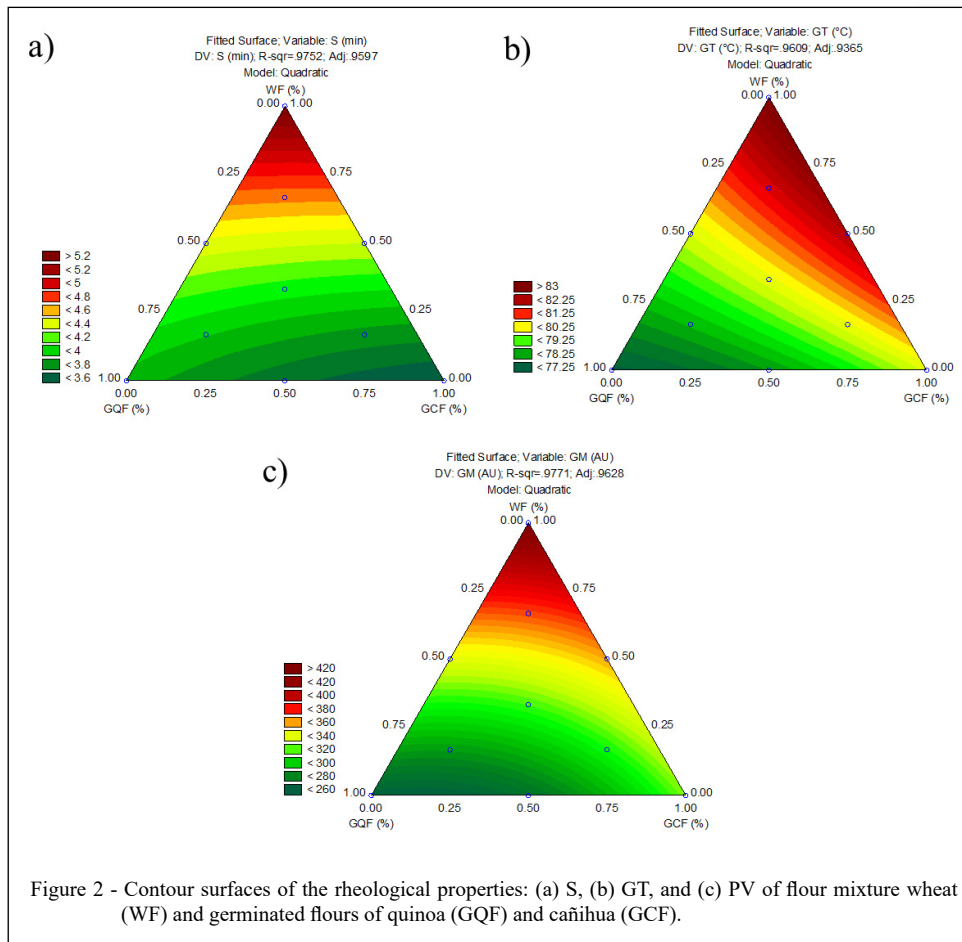 a)
Fitted Surface; Variable: S (min)
DV: S (min); R-sqr=.9752; Adj:.9597
Model: Quadratic
WF (%)
0.00 1.00
0.25 0.75
0.50 0.50
0.75 0.25
1.00 0.00
0.00 0.25 0.50 0.75 1.00
GQF (%) GCF (%)
> 5.2
< 5.2
< 5
< 4.8
< 4.6
< 4.4
< 4.2
< 4
< 3.8
< 3.6
b)
Fitted Surface; Variable: GT (°C)
DV: GT (°C); R-sqr=.9609; Adj:.9365
Model: Quadratic
WF (%)
0.00 1.00
0.25 0.75
0.50 0.50
0.75 0.25
1.00 0.00
0.00 0.25 0.50 0.75 1.00
GQF (%) GCF (%)
> 83
< 82.25
< 81.25
< 80.25
< 79.25
< 78.25
< 77.25
c)
Fitted Surface; Variable: GM (AU)
DV: GM (AU); R-sqr=.9771; Adj:.9628
Model: Quadratic
WF (%)
0.00 1.00
0.25 0.75
0.50 0.50
0.75 0.25
1.00 0.00
0.00 0.25 0.50 0.75 1.00
GQF (%) GCF (%)
> 420
< 420
< 400
< 380
< 360
< 340
< 320
< 300
< 280
< 260
Figure 2 - Contour surfaces of the rheological properties: (a) S, (b) GT, and (c) PV of flour mixture wheat
(WF) and germinated flours of quinoa (GQF) and cañihua (GCF).